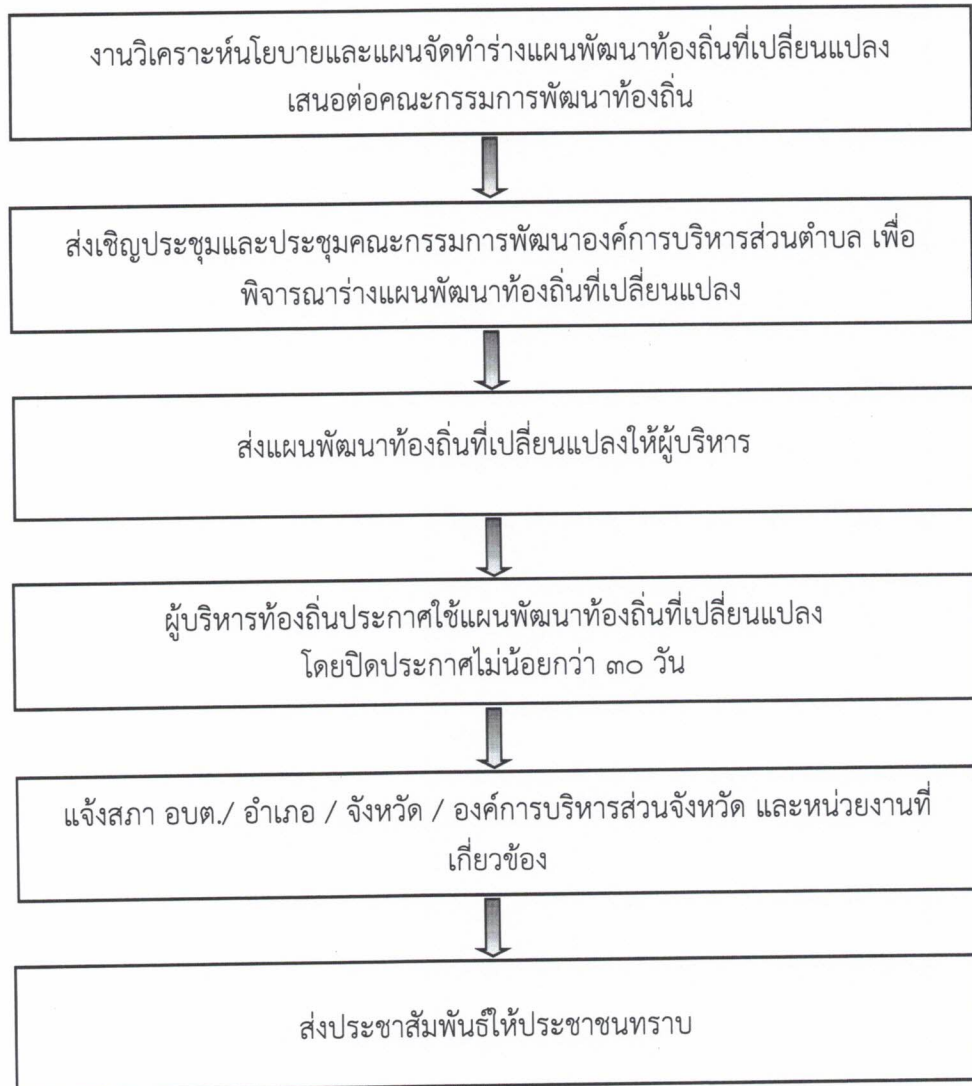 งานวิเคราะห์นโยบายและแผนจัดทำร่างแผนพัฒนาท้องถิ่นที่เปลี่ยนแปลง
เสนอต่อคณะกรรมการพัฒนาท้องถิ่น
ส่งเชิญประชุมและประชุมคณะกรรมการพัฒนาองค์การบริหารส่วนตำบล เพื่อ
พิจารณาร่างแผนพัฒนาท้องถิ่นที่เปลี่ยนแปลง
ส่งแผนพัฒนาท้องถิ่นที่เปลี่ยนแปลงให้ผู้บริหาร
ผู้บริหารท้องถิ่นประกาศใช้แผนพัฒนาท้องถิ่นที่เปลี่ยนแปลง
โดยปิดประกาศไม่น้อยกว่า ๓๐ วัน
แจ้งสภา อบต./ อำเภอ / จังหวัด / องค์การบริหารส่วนจังหวัด และหน่วยงานที่
เกี่ยวข้อง
ส่งประชาสัมพันธ์ให้ประชาชนทราบ